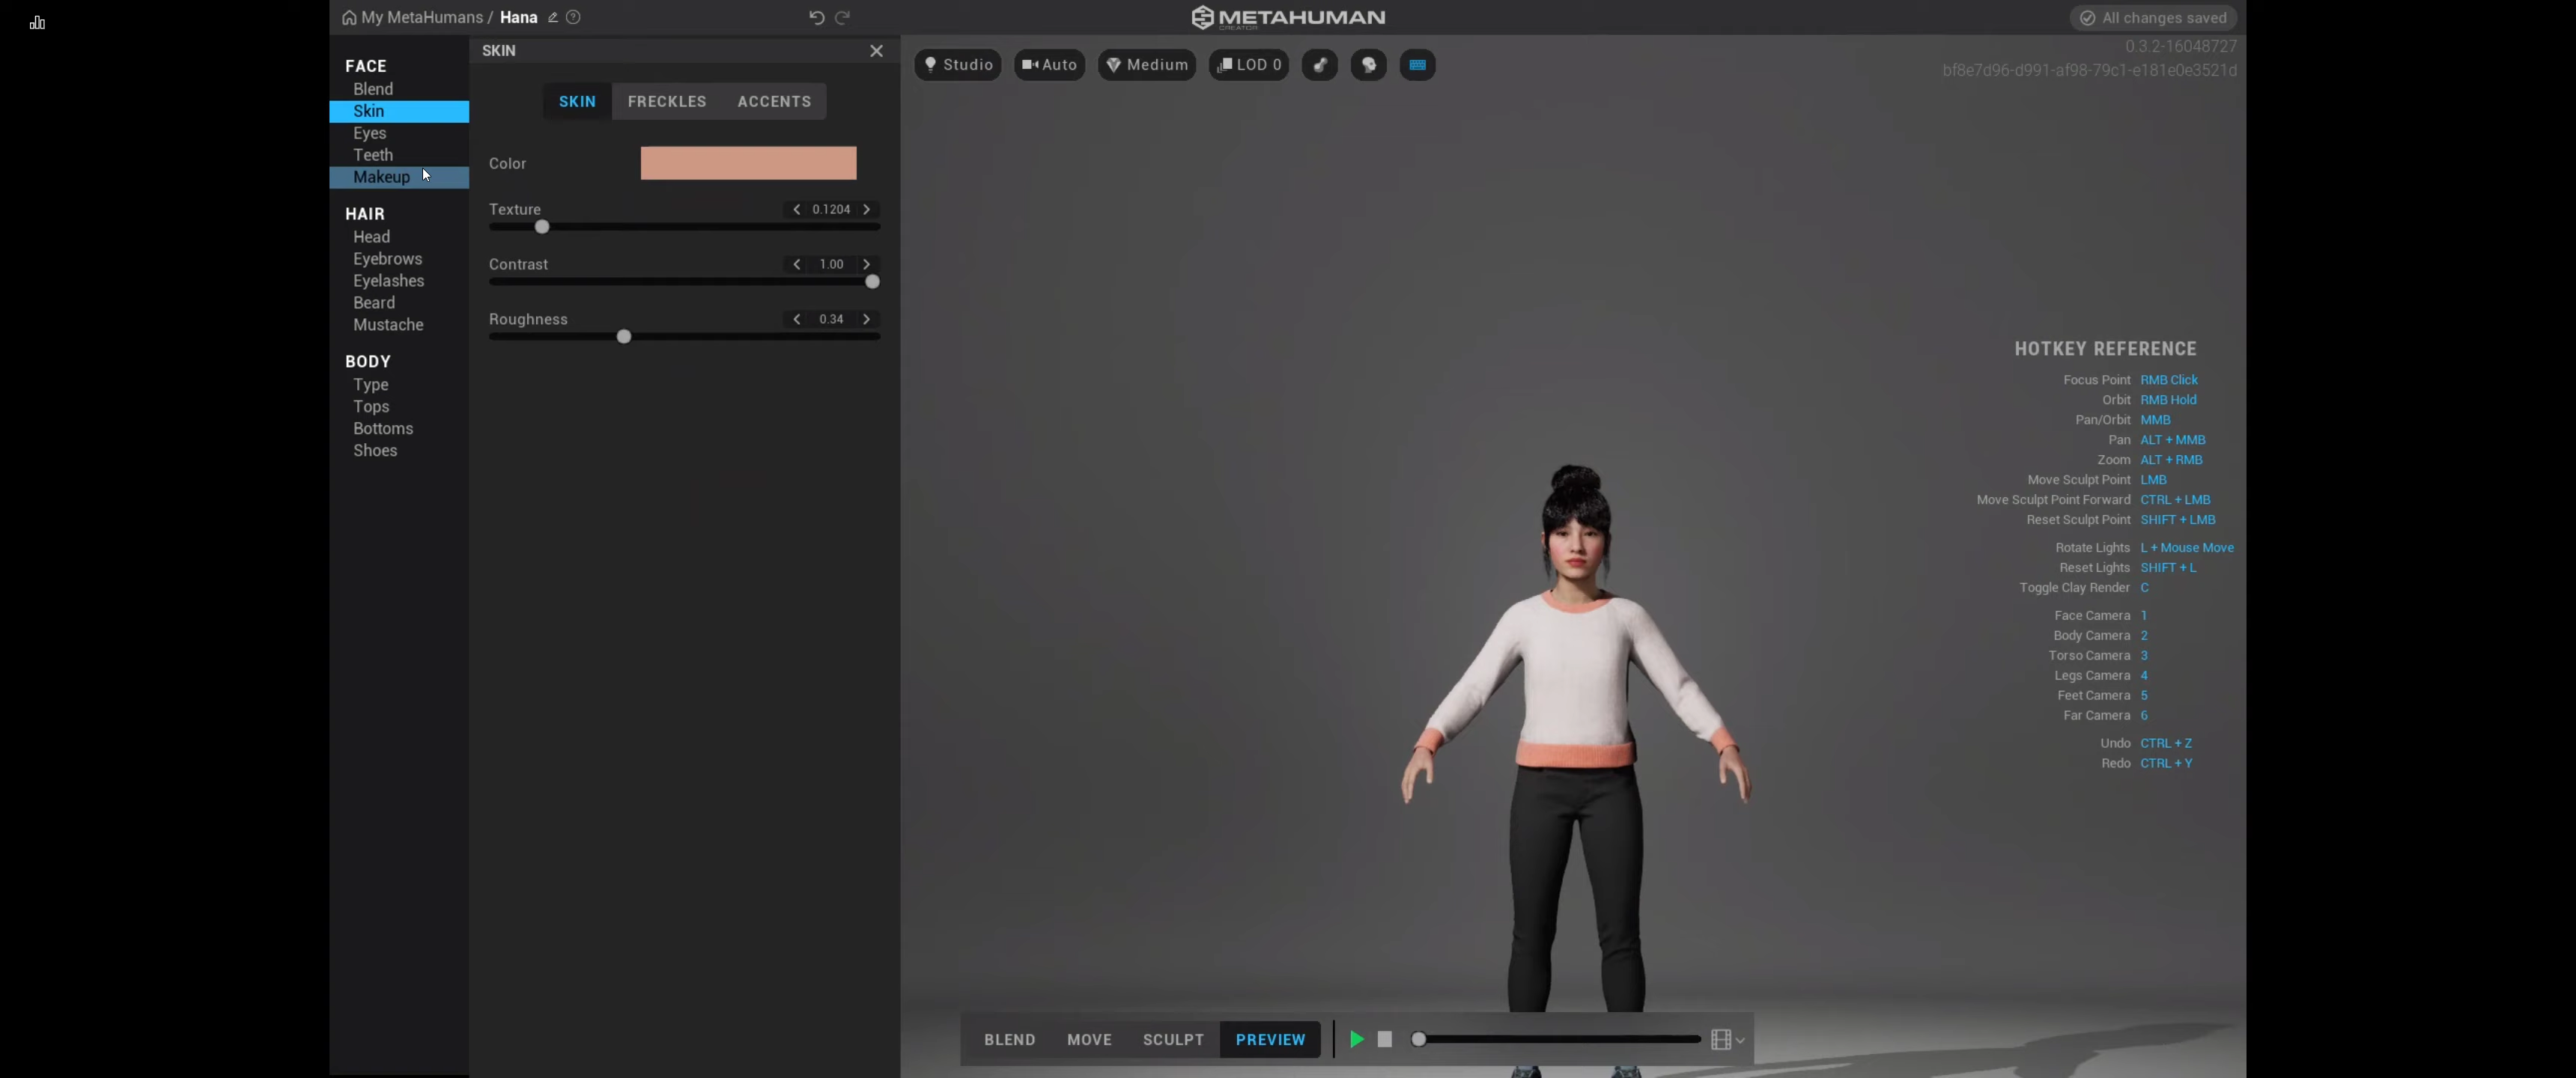 My MetaHumans / Hana
METAHUMAN
CREATOR
All changes saved
0.3.2-16048727
bf8e7d96-d991-af98-79c1-e181e0e3521d
FACE
Blend
Skin
Eyes
Teeth
Makeup
HAIR
Head
Eyebrows
Eyelashes
Beard
Mustache
BODY
Type
Tops
Bottoms
Shoes
SKIN
SKIN FRECKLES ACCENTS
Color
Texture 0.1204
Contrast 1.00
Roughness 0.34
Studio Auto Medium LOD 0
HOTKEY REFERENCE
Focus Point RMB Click
Orbit RMB Hold
Pan/Orbit MMB
Pan ALT + MMB
Zoom ALT + RMB
Move Sculpt Point LMB
Move Sculpt Point Forward CTRL + LMB
Reset Sculpt Point SHIFT + LMB
Rotate Lights L + Mouse Move
Reset Lights SHIFT + L
Toggle Clay Render C
Face Camera 1
Body Camera 2
Torso Camera 3
Legs Camera 4
Feet Camera 5
Far Camera 6
Undo CTRL + Z
Redo CTRL + Y
BLEND MOVE SCULPT PREVIEW